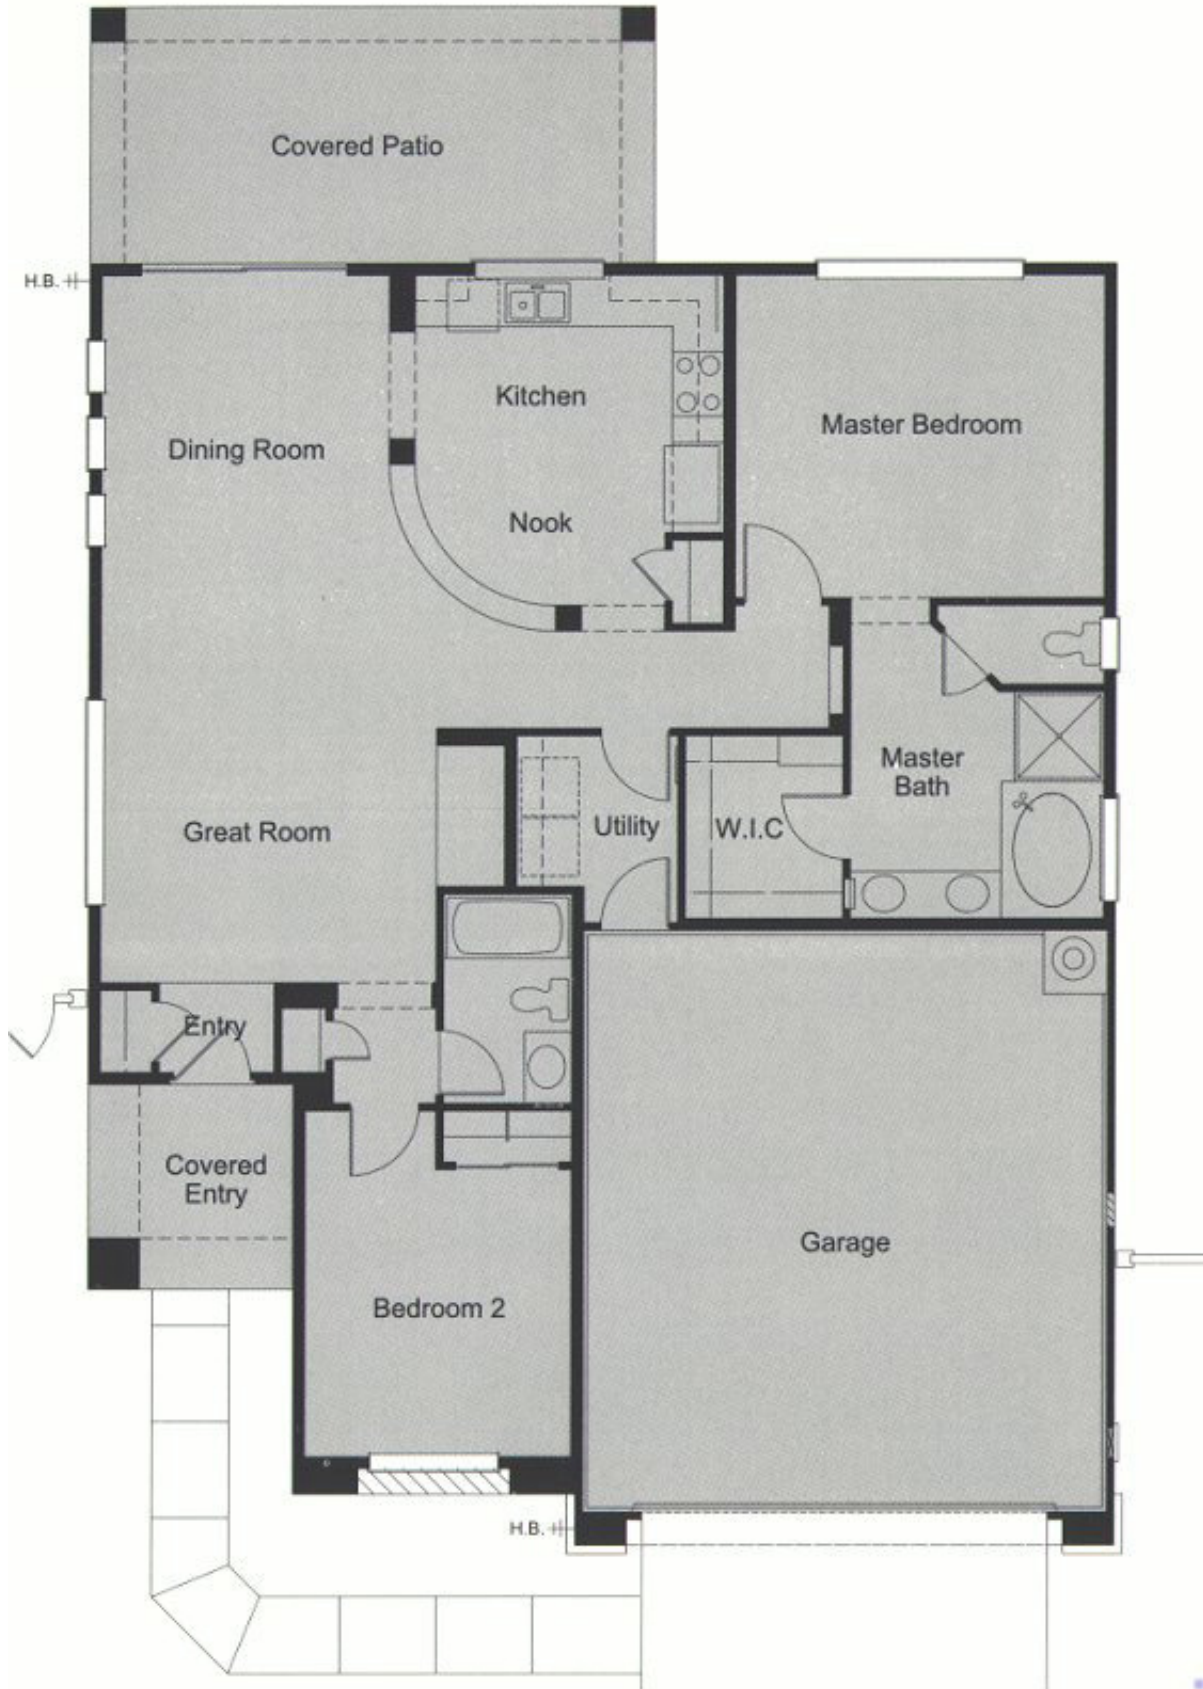 Covered Patio
H.B.
Kitchen
Master Bedroom
Dining Room
Nook
Master
Bath
Great Room
Utility
W.I.C
Entry
Covered
Entry
Garage
Bedroom 2
H.B.